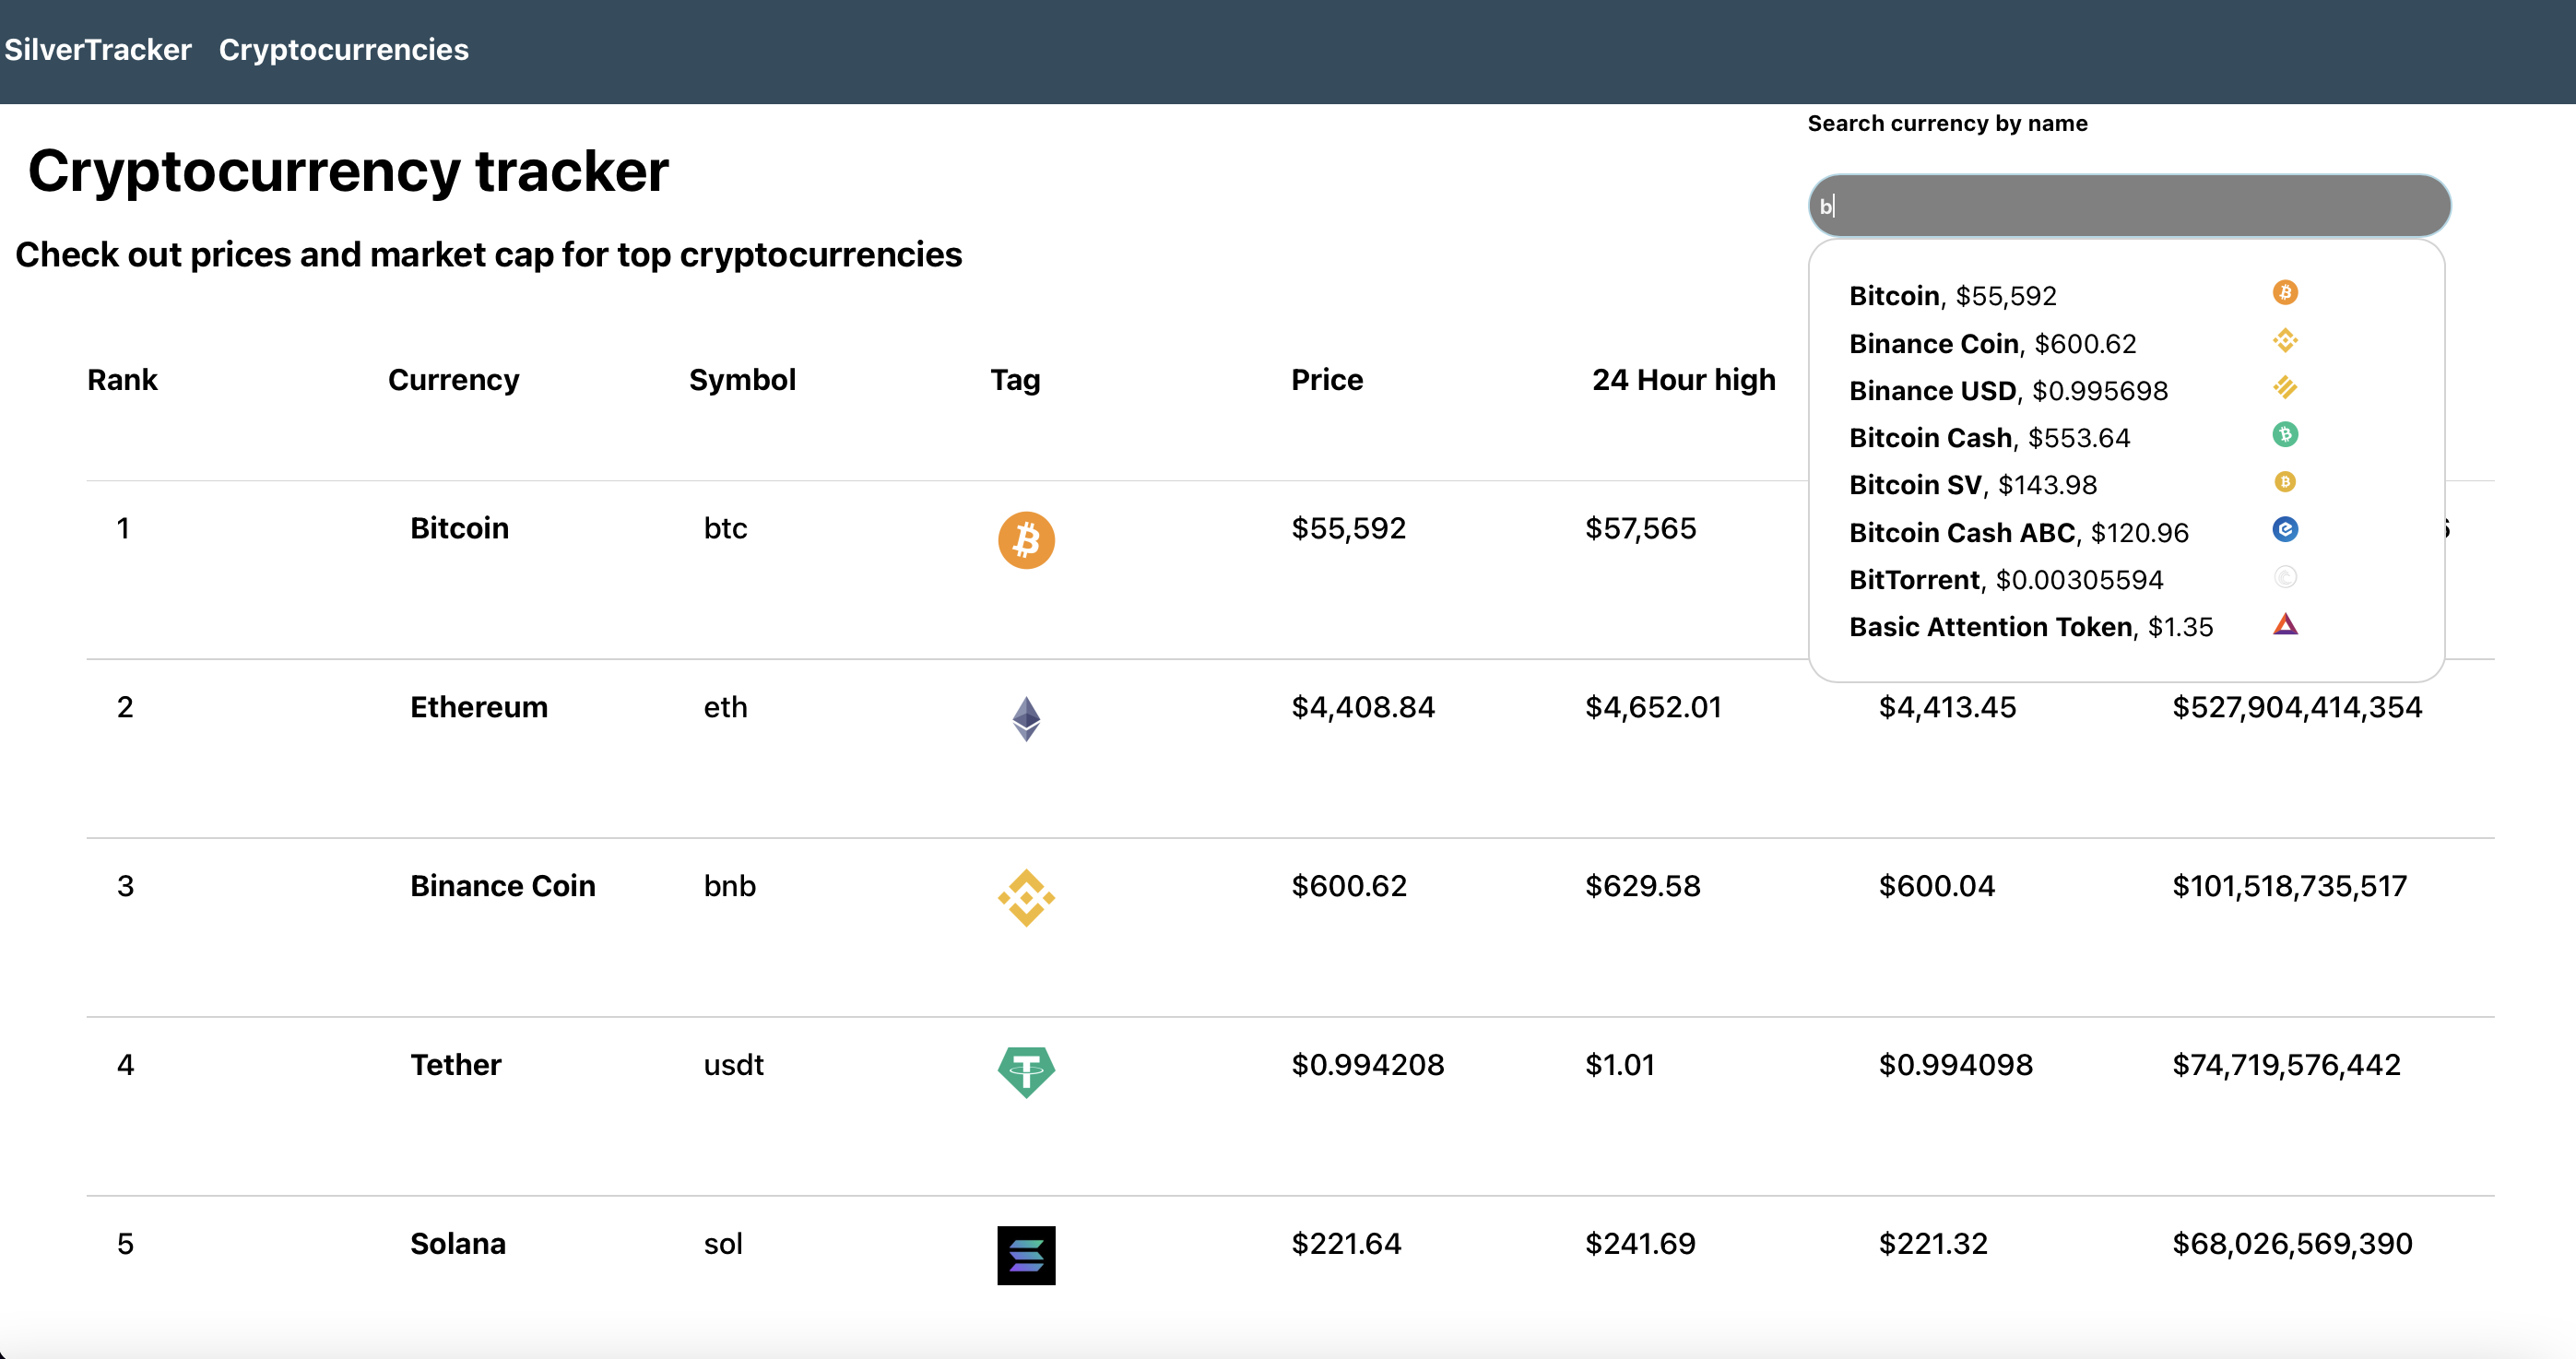 SilverTracker Cryptocurrencies
Search currency by name
Cryptocurrency tracker
b
Check out prices and market cap for top cryptocurrencies
Bitcoin, $55,592
Binance Coin, $600.62
Binance USD, $0.995698
Bitcoin Cash, $553.64
Bitcoin SV, $143.98
Bitcoin Cash ABC, $120.96
BitTorrent, $0.00305594
Basic Attention Token, $1.35
Rank Currency Symbol Tag Price 24 Hour high
1 Bitcoin btc $55,592 $57,565
2 Ethereum eth $4,408.84 $4,652.01 $4,413.45 $527,904,414,354
3 Binance Coin bnb $600.62 $629.58 $600.04 $101,518,735,517
4 Tether usdt $0.994208 $1.01 $0.994098 $74,719,576,442
5 Solana sol $221.64 $241.69 $221.32 $68,026,569,390